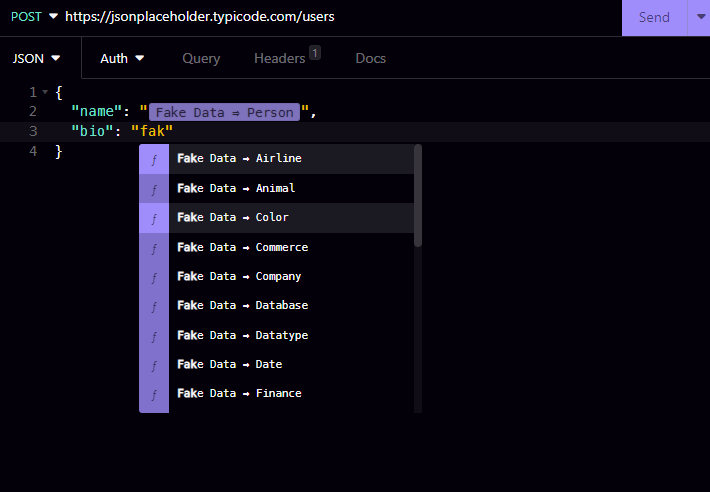 POST https://jsonplaceholder.typicode.com/users Send
JSON Auth Query Headers 1 Docs
1 {
2 "name": "Fake Data ⇒ Person",
3 "bio": "fak"
4 }
ƒ Fake Data → Airline
ƒ Fake Data → Animal
ƒ Fake Data → Color
ƒ Fake Data → Commerce
ƒ Fake Data → Company
ƒ Fake Data → Database
ƒ Fake Data → Datatype
ƒ Fake Data → Date
ƒ Fake Data → Finance